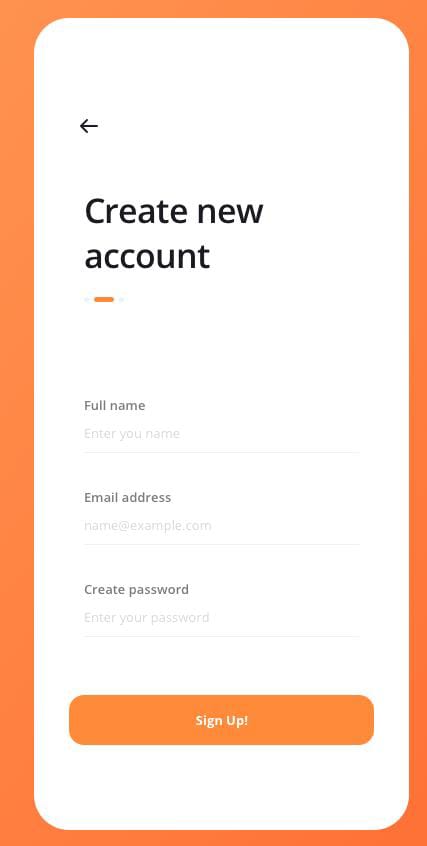 Create new
account
Full name
Enter you name
Email address
name@example.com
Create password
Enter your password
Sign Up!